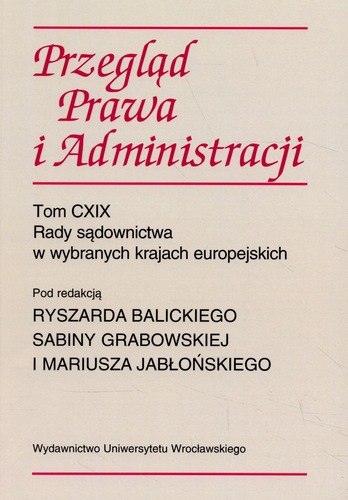 Przegląd
Prawa
i Administracji
Tom CXIX
Rady sądownictwa
w wybranych krajach europejskich
Pod redakcją
RYSZARDA BALICKIEGO
SABINY GRABOWSKIEJ
I MARIUSZA JABŁOŃSKIEGO
Wydawnictwo Uniwersytetu Wrocławskiego